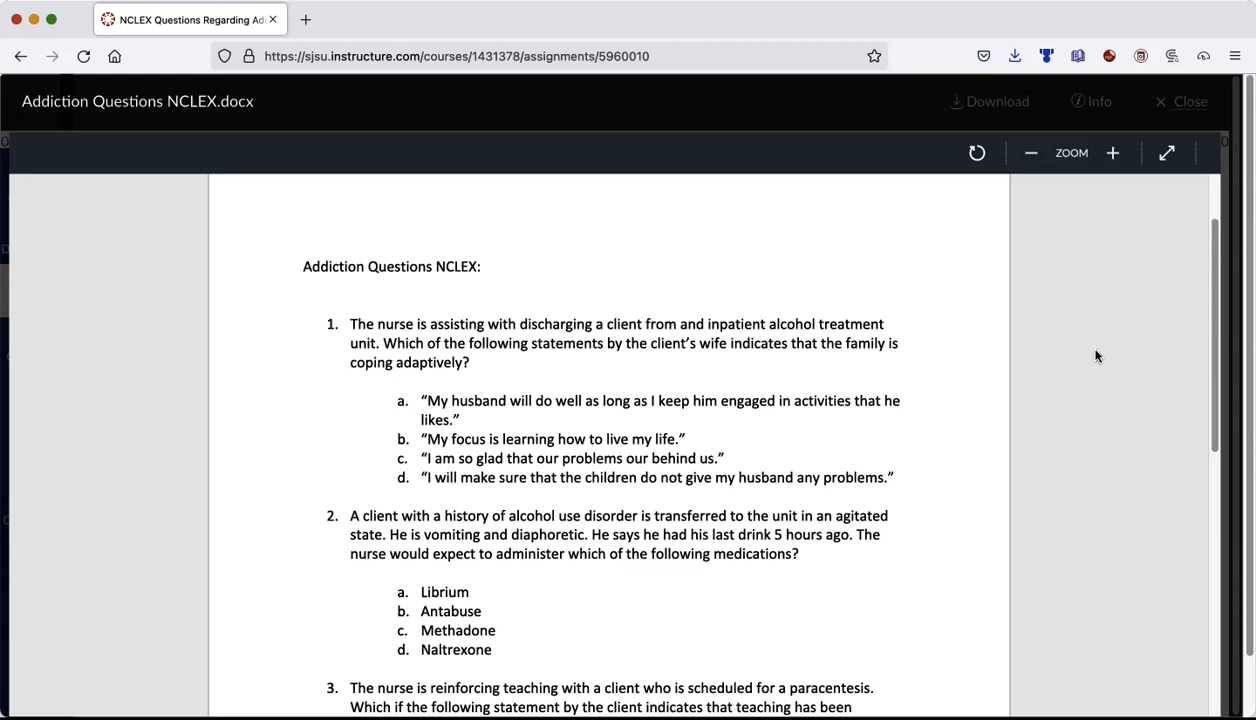 NCLEX Questions Regarding Ad
https://sjsu.instructure.com/courses/1431378/assignments/5960010
Addiction Questions NCLEX.docx
Download
Info
Close
ZOOM
Addiction Questions NCLEX:
1. The nurse is assisting with discharging a client from and inpatient alcohol treatment
unit. Which of the following statements by the client’s wife indicates that the family is
coping adaptively?
a. “My husband will do well as long as I keep him engaged in activities that he
likes.”
b. “My focus is learning how to live my life.”
c. “I am so glad that our problems our behind us.”
d. “I will make sure that the children do not give my husband any problems.”
2. A client with a history of alcohol use disorder is transferred to the unit in an agitated
state. He is vomiting and diaphoretic. He says he had his last drink 5 hours ago. The
nurse would expect to administer which of the following medications?
a. Librium
b. Antabuse
c. Methadone
d. Naltrexone
3. The nurse is reinforcing teaching with a client who is scheduled for a paracentesis.
Which if the following statement by the client indicates that teaching has been